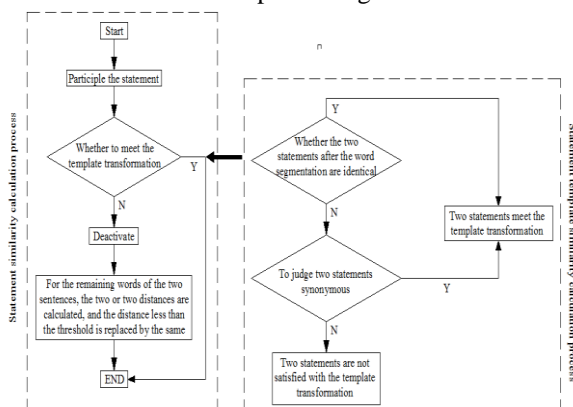 Statement similarity calculation process
Start
Participle the statement
Whether to meet the
template transformation
Y
N
Deactivate
For the remaining words of the two
sentences, the two or two distances are
calculated, and the distance less than
the threshold is replaced by the same
END
Y
Whether the two
statements after the word
segmentation are identical
N
Two statements meet the
template transformation
To judge two statements
synonymous
Y
N
Two statements are not
satisfied with the template
transformation
Statement template similarity calculation process